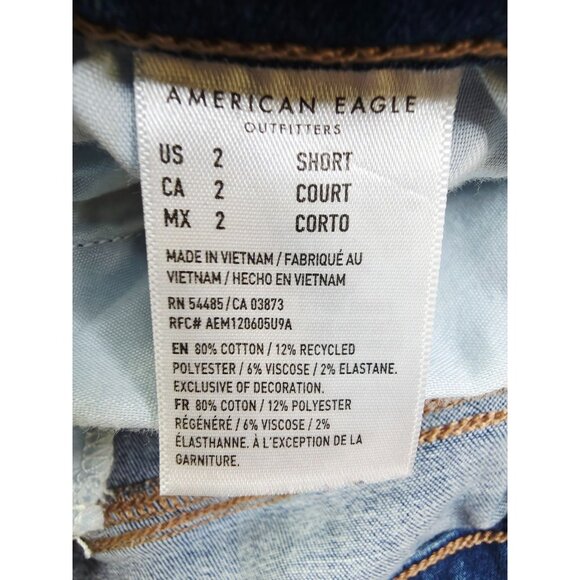 AMERICAN EAGLE
OUTFITTERS
US 2 SHORT
CA 2 COURT
MX 2 CORTO
MADE IN VIETNAM / FABRIQUÉ AU
VIETNAM / HECHO EN VIETNAM
RN 54485 / CA 03873
RFC# AEM120605U9A
EN 80% COTTON / 12% RECYCLED
POLYESTER / 6% VISCOSE / 2% ELASTANE.
EXCLUSIVE OF DECORATION.
FR 80% COTON / 12% POLYESTER
RÉGÉNÉRÉ / 6% VISCOSE / 2%
ÉLASTHANNE. À L'EXCEPTION DE LA
GARNITURE.